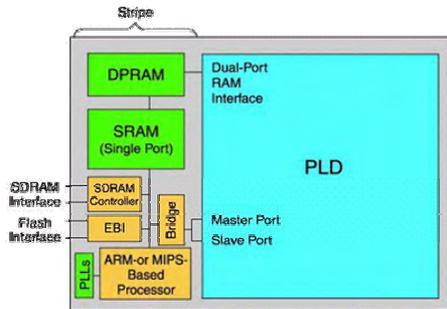 Stripe
DPRAM
Dual-Port
RAM
Interface
SRAM
(Single Port)
PLD
SDRAM
Interface
SDRAM
Controller
Flash
Interface
EBI
Bridge
Master Port
Slave Port
PLLs
ARM-or MIPS-
Based
Processor